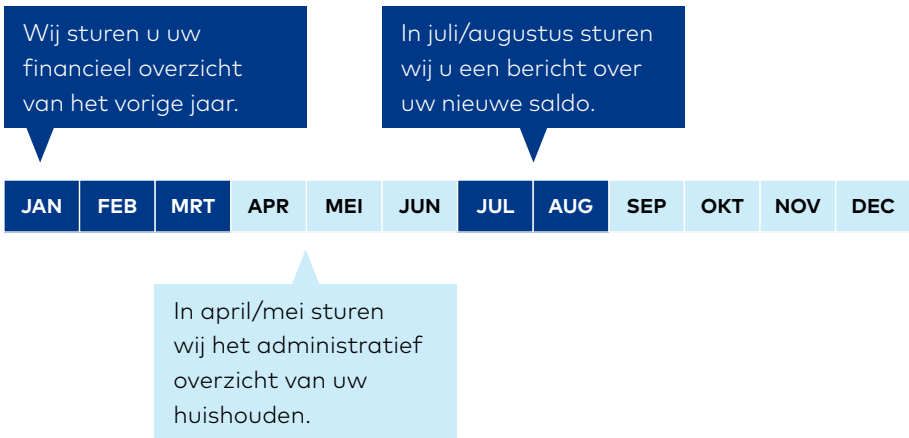 Wij sturen u uw
financieel overzicht
van het vorige jaar.
In juli/augustus sturen
wij u een bericht over
uw nieuwe saldo.
JAN FEB MRT APR MEI JUN JUL AUG SEP OKT NOV DEC
In april/mei sturen
wij het administratief
overzicht van uw
huishouden.